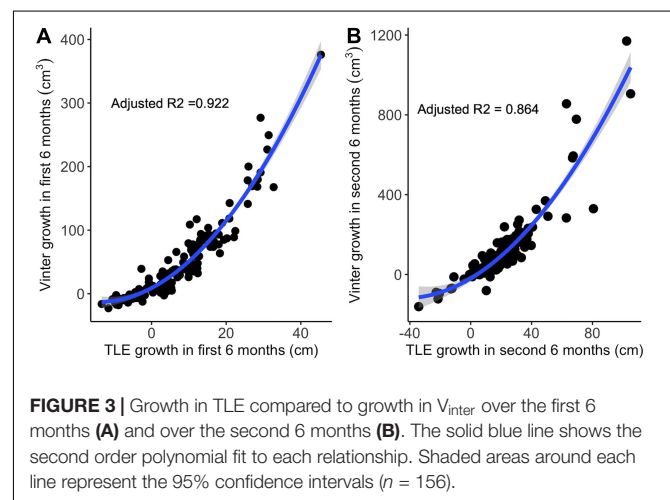 A
400
300
200
100
0
Adjusted R2 =0.922
Vinter growth in first 6 months (cm³)
0
20
40
TLE growth in first 6 months (cm)
B
1200
800
400
0
Adjusted R2 = 0.864
Vinter growth in second 6 months (cm³)
-40
0
40
80
TLE growth in second 6 months (cm)
FIGURE 3 | Growth in TLE compared to growth in Vinter over the first 6
months (A) and over the second 6 months (B). The solid blue line shows the
second order polynomial fit to each relationship. Shaded areas around each
line represent the 95% confidence intervals (n = 156).